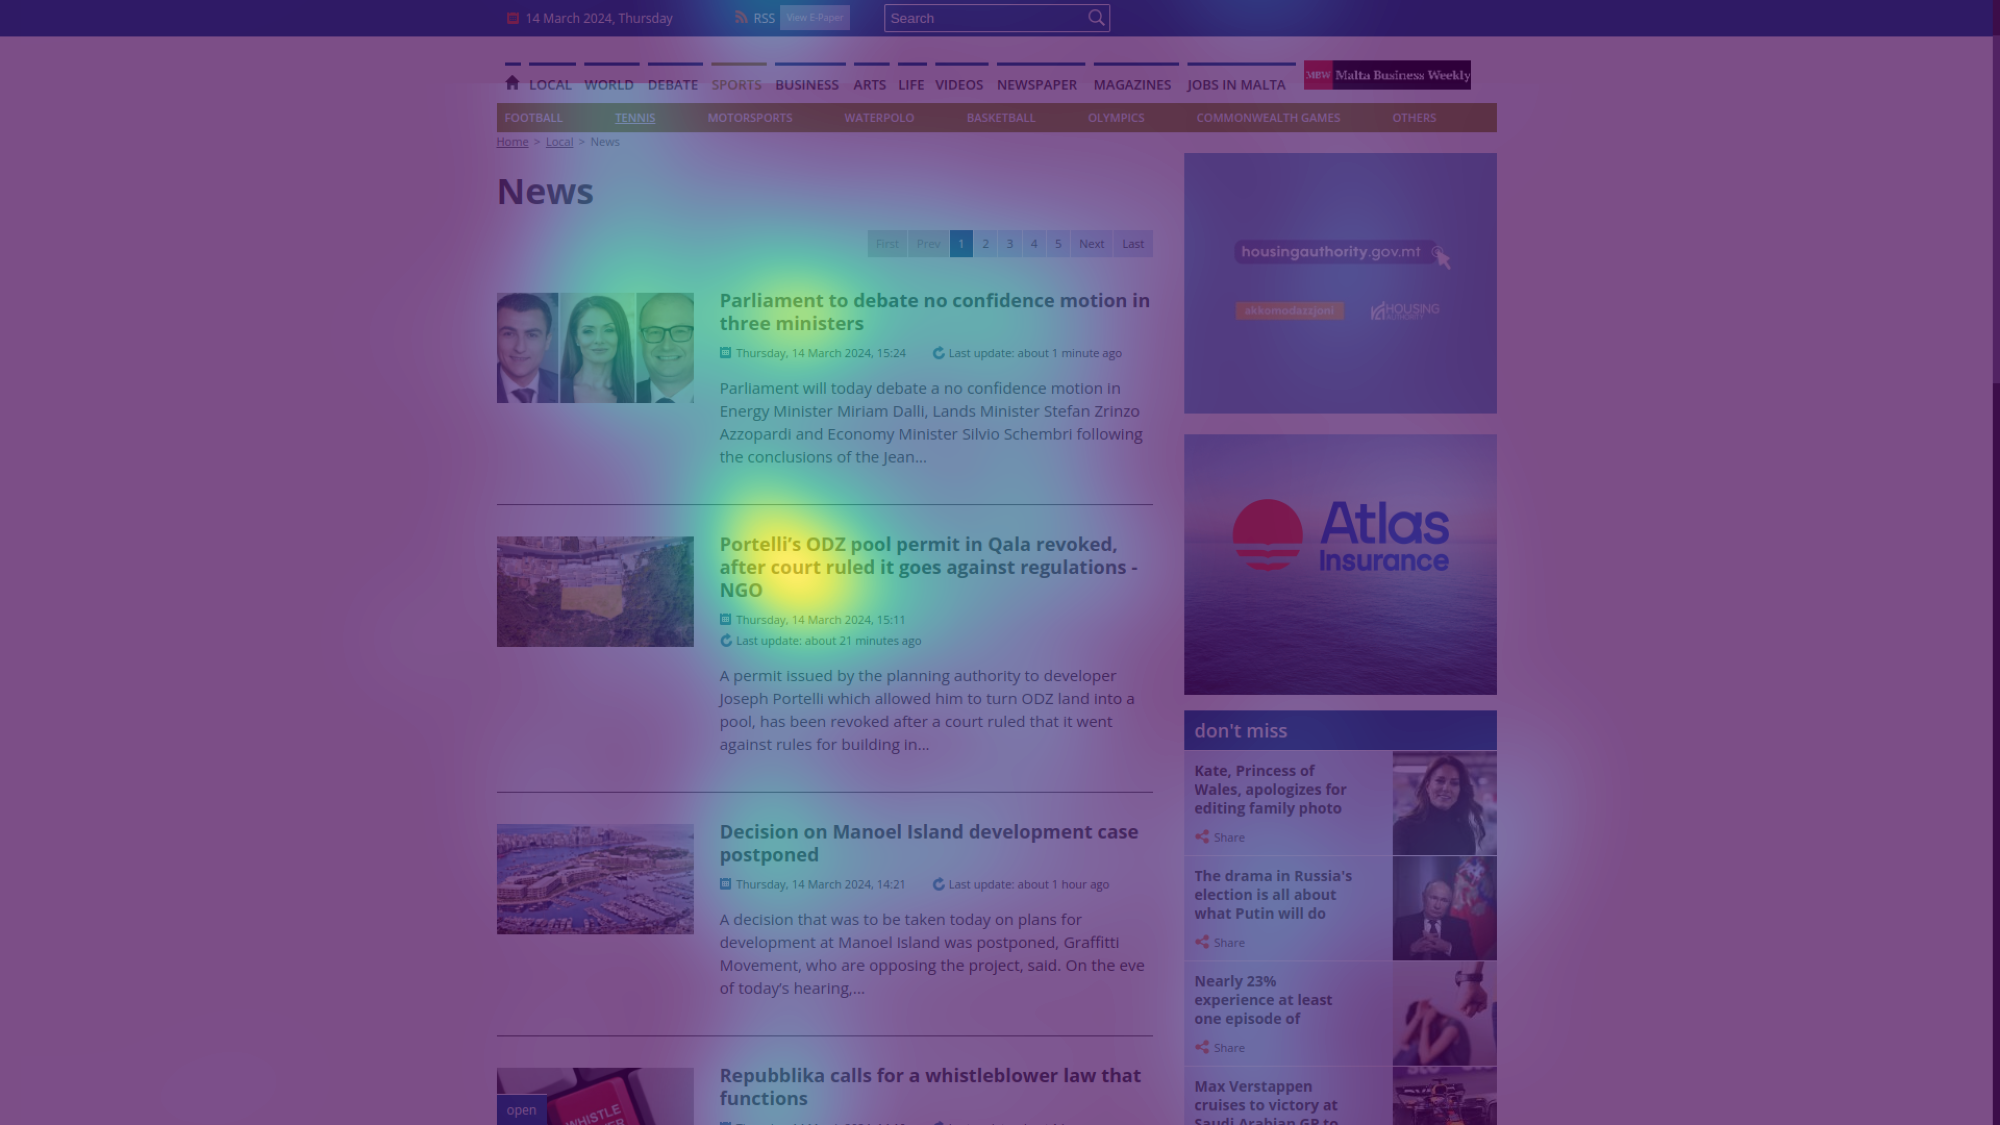 14 March 2024, Thursday
RSS
View E-Paper
Search
LOCAL WORLD DEBATE SPORTS BUSINESS ARTS LIFE VIDEOS NEWSPAPER MAGAZINES JOBS IN MALTA
MBW Malta Business Weekly
FOOTBALL TENNIS MOTORSPORTS WATERPOLO BASKETBALL OLYMPICS COMMONWEALTH GAMES OTHERS
Home > Local > News
News
First Prev 1 2 3 4 5 Next Last
Parliament to debate no confidence motion in
three ministers
Thursday, 14 March 2024, 15:24 Last update: about 1 minute ago
Parliament will today debate a no confidence motion in
Energy Minister Miriam Dalli, Lands Minister Stefan Zrinzo
Azzopardi and Economy Minister Silvio Schembri following
the conclusions of the Jean...
Portelli's ODZ pool permit in Qala revoked,
after court ruled it goes against regulations -
NGO
Thursday, 14 March 2024, 15:11
Last update: about 21 minutes ago
A permit issued by the planning authority to developer
Joseph Portelli which allowed him to turn ODZ land into a
pool, has been revoked after a court ruled that it went
against rules for building in...
Decision on Manoel Island development case
postponed
Thursday, 14 March 2024, 14:21 Last update: about 1 hour ago
A decision that was to be taken today on plans for
development at Manoel Island was postponed, Graffitti
Movement, who are opposing the project, said. On the eve
of today's hearing,...
Repubblika calls for a whistleblower law that
functions
open
WHISTLE
housingauthority.gov.mt
akkomodazzjoni
HOUSING
AUTHORITY
Atlas
Insurance
don't miss
Kate, Princess of
Wales, apologizes for
editing family photo
Share
The drama in Russia's
election is all about
what Putin will do
Share
Nearly 23%
experience at least
one episode of
Share
Max Verstappen
cruises to victory at
Saudi Arabian GP to